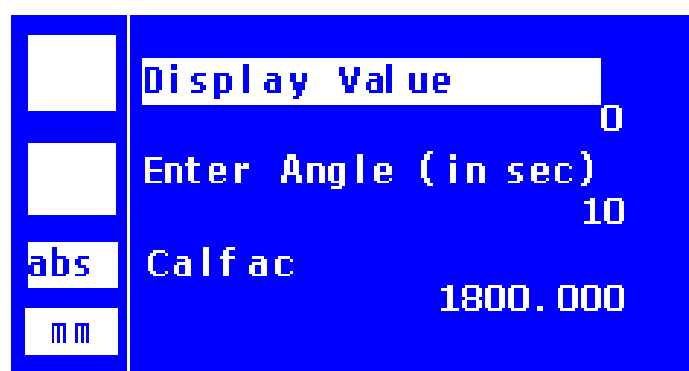 Display Value
0
Enter Angle (in sec)
10
abs
Calfac
1800.000
mm